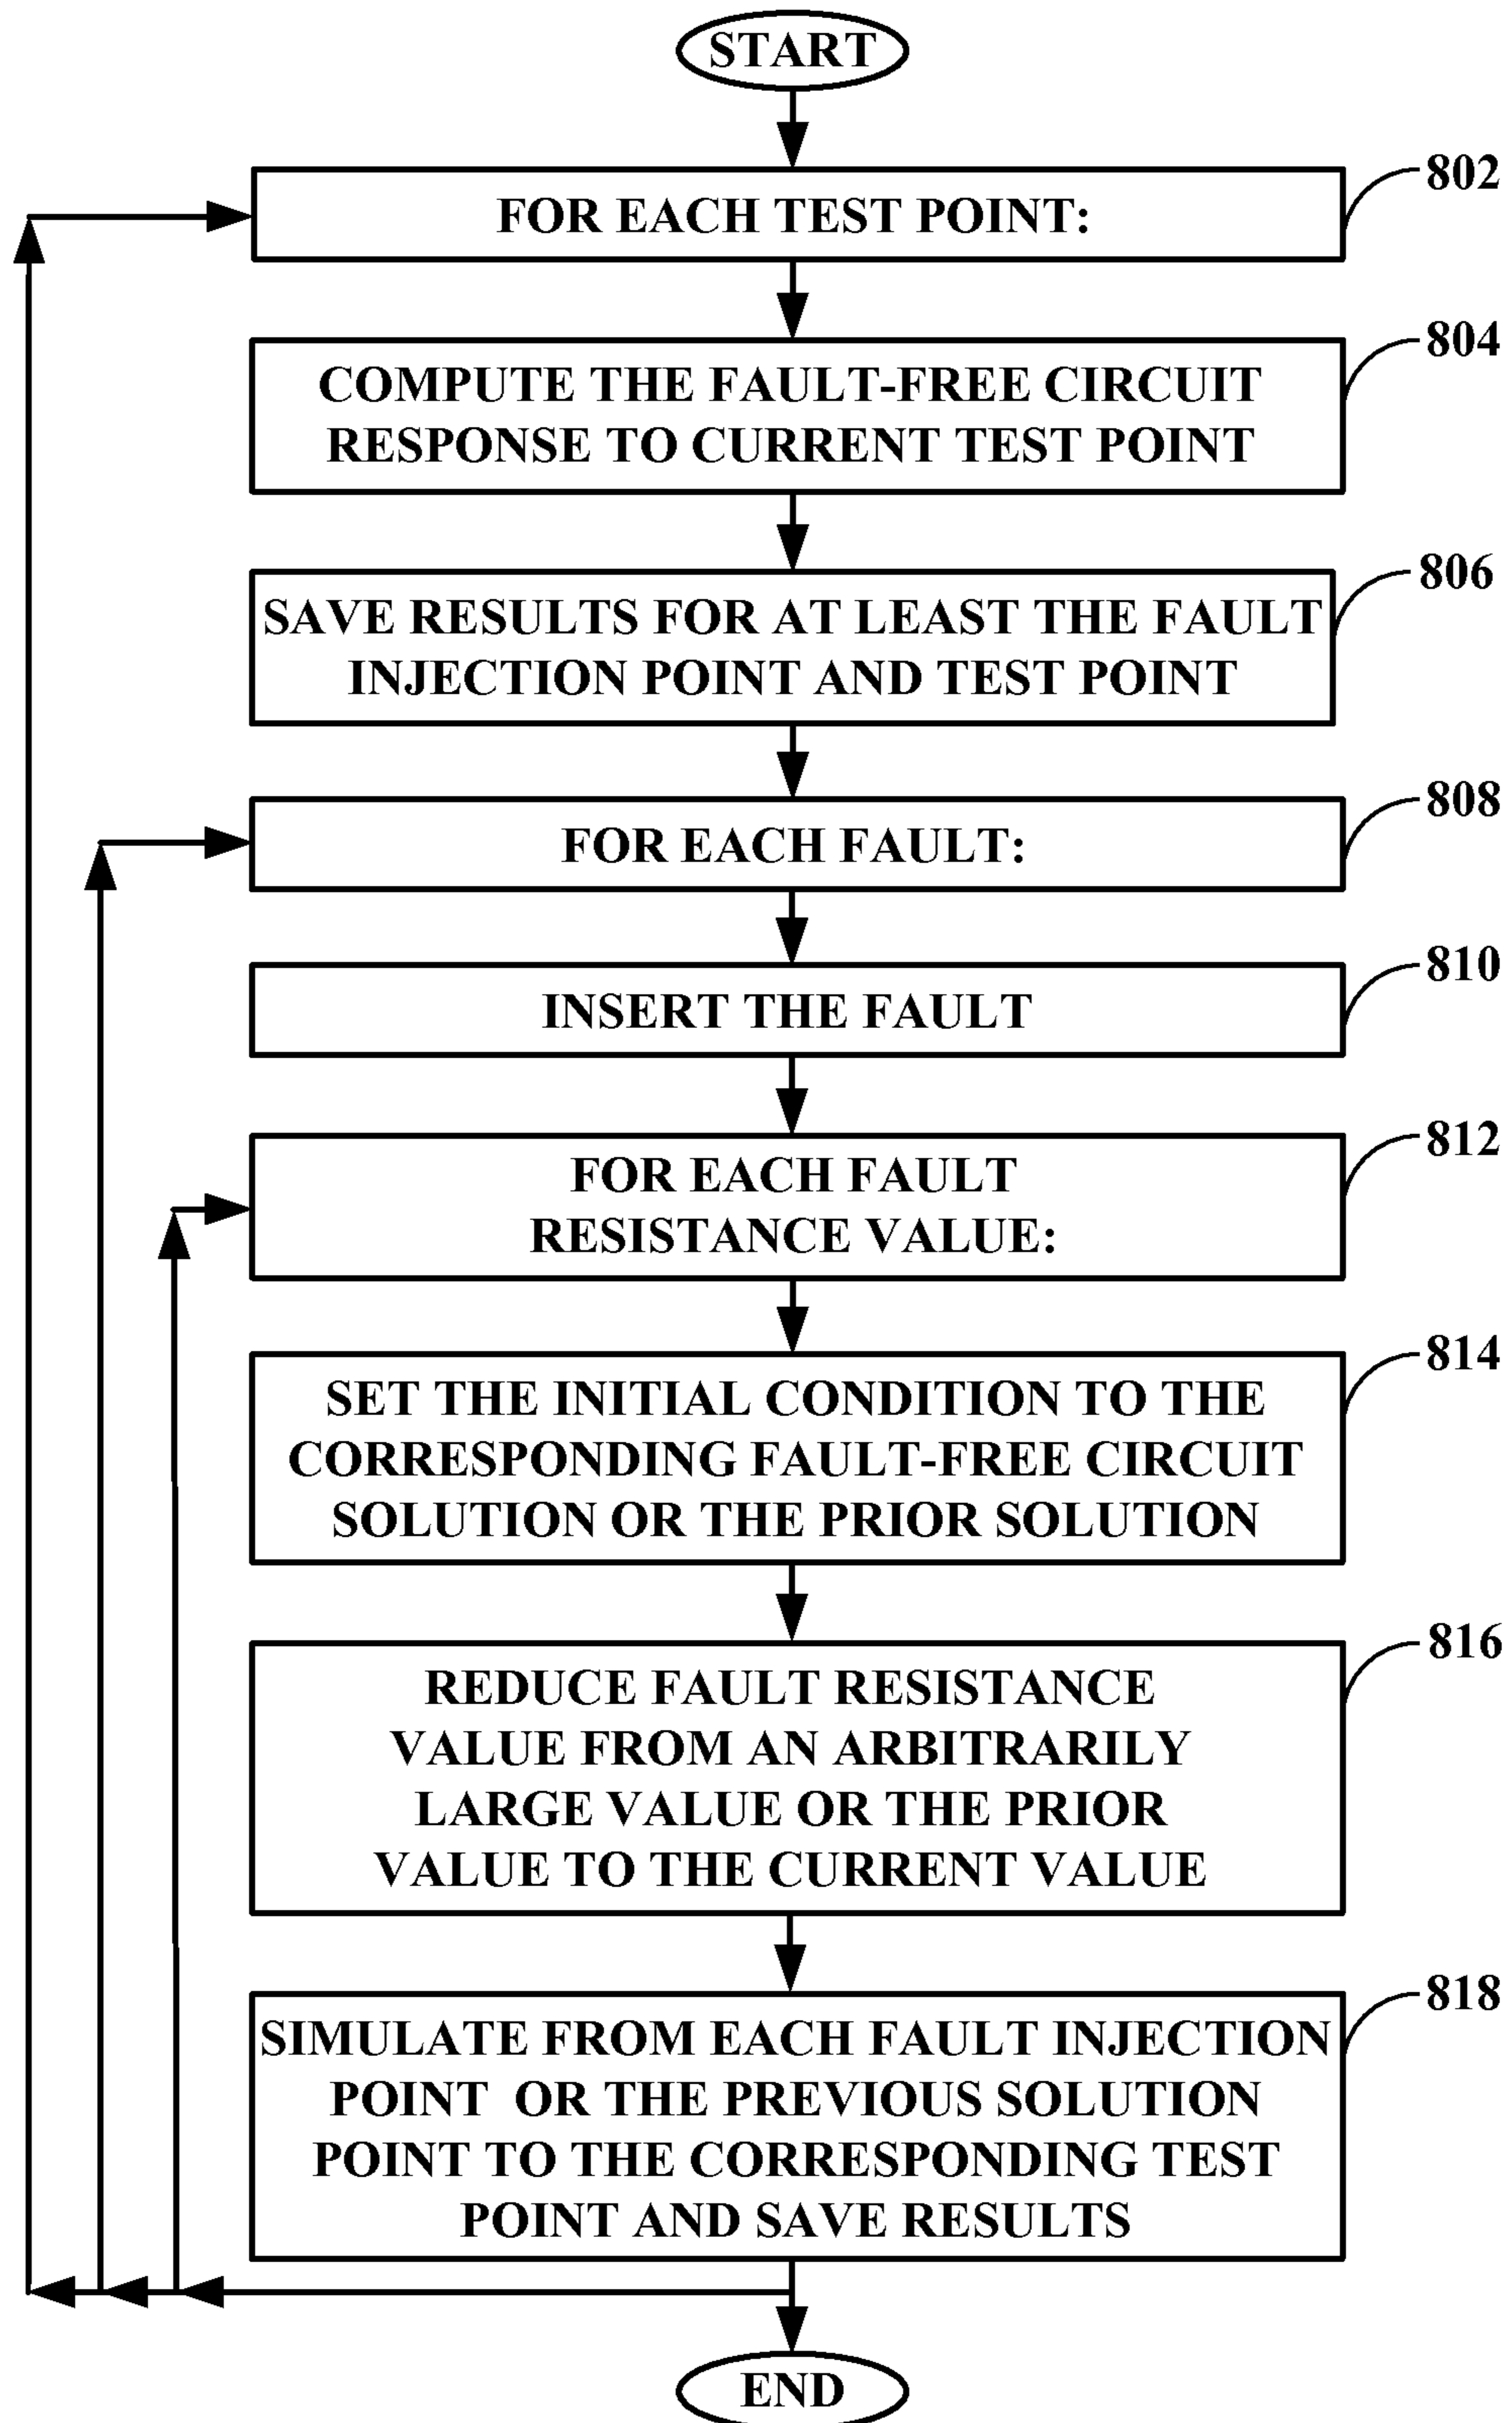 START
802
FOR EACH TEST POINT:
804
COMPUTE THE FAULT-FREE CIRCUIT
RESPONSE TO CURRENT TEST POINT
806
SAVE RESULTS FOR AT LEAST THE FAULT
INJECTION POINT AND TEST POINT
808
FOR EACH FAULT:
810
INSERT THE FAULT
812
FOR EACH FAULT
RESISTANCE VALUE:
814
SET THE INITIAL CONDITION TO THE
CORRESPONDING FAULT-FREE CIRCUIT
SOLUTION OR THE PRIOR SOLUTION
816
REDUCE FAULT RESISTANCE
VALUE FROM AN ARBITRARILY
LARGE VALUE OR THE PRIOR
VALUE TO THE CURRENT VALUE
818
SIMULATE FROM EACH FAULT INJECTION
POINT OR THE PREVIOUS SOLUTION
POINT TO THE CORRESPONDING TEST
POINT AND SAVE RESULTS
END